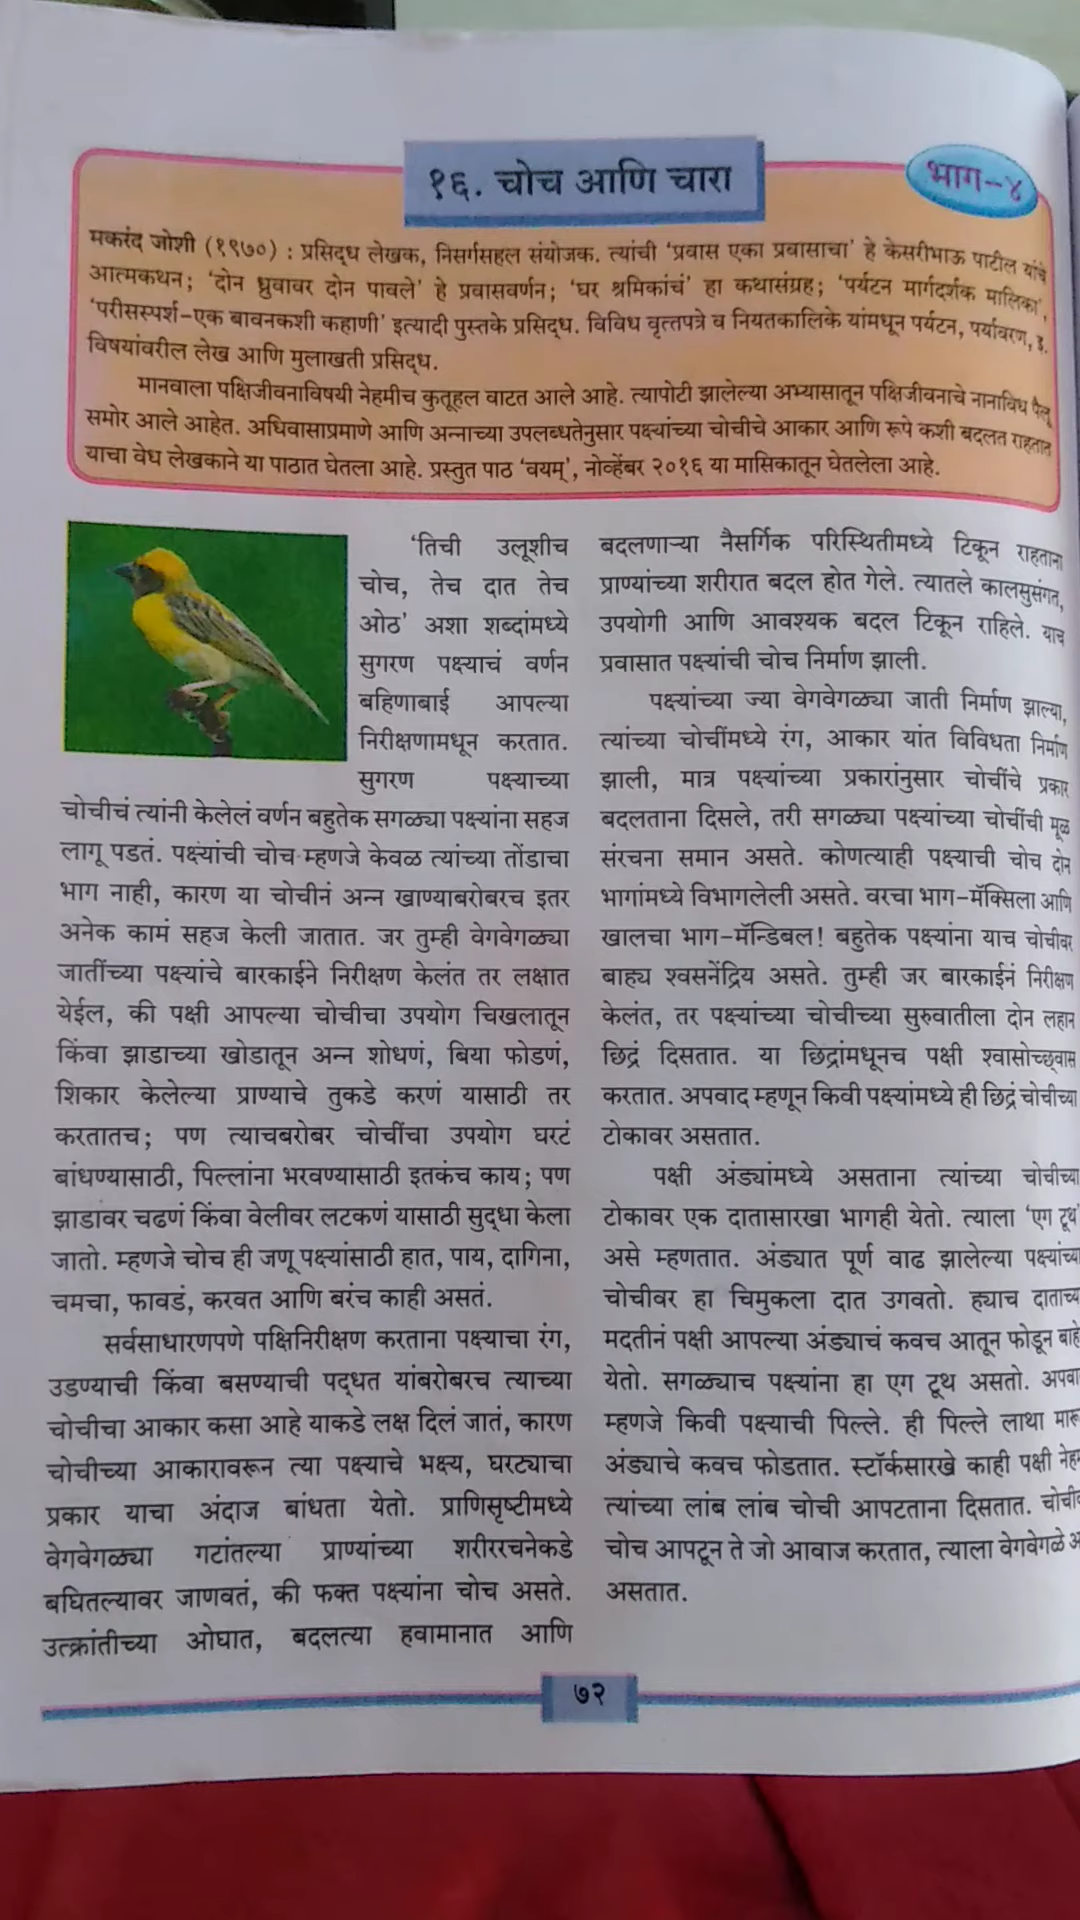 १६. चोच आणि चारा
भाग-४
मकरंद जोशी (१९७०) : प्रसिद्ध लेखक, निसर्गसहल संयोजक. त्यांची ‘प्रवास एका प्रवासाचा’ हे केसरीभाऊ पाटील यांचे
आत्मकथन; ‘दोन ध्रुवावर दोन पावले’ हे प्रवासवर्णन; ‘घर श्रमिकांचं’ हा कथासंग्रह; ‘पर्यटन मार्गदर्शक मालिका’,
‘परीसस्पर्श-एक बावनकशी कहाणी’ इत्यादी पुस्तके प्रसिद्ध. विविध वृत्तपत्रे व नियतकालिके यांमधून पर्यटन, पर्यावरण, इ.
विषयांवरील लेख आणि मुलाखती प्रसिद्ध.
मानवाला पक्षिजीवनाविषयी नेहमीच कुतूहल वाटत आले आहे. त्यापोटी झालेल्या अभ्यासातून पक्षिजीवनाचे नानाविध पैलू
समोर आले आहेत. अधिवासाप्रमाणे आणि अन्नाच्या उपलब्धतेनुसार पक्ष्यांच्या चोचीचे आकार आणि रूपे कशी बदलत राहतात
याचा वेध लेखकाने या पाठात घेतला आहे. प्रस्तुत पाठ ‘वयम्’, नोव्हेंबर २०१६ या मासिकातून घेतलेला आहे.
‘तिची उलूशीच
चोच, तेच दात तेच
ओठ’ अशा शब्दांमध्ये
सुगरण पक्ष्याचं वर्णन
बहिणाबाई आपल्या
निरीक्षणामधून करतात.
सुगरण पक्ष्याच्या
चोचीचं त्यांनी केलेलं वर्णन बहुतेक सगळ्या पक्ष्यांना सहज
लागू पडतं. पक्ष्यांची चोच म्हणजे केवळ त्यांच्या तोंडाचा
भाग नाही, कारण या चोचीनं अन्न खाण्याबरोबरच इतर
अनेक कामं सहज केली जातात. जर तुम्ही वेगवेगळ्या
जातींच्या पक्ष्यांचे बारकाईने निरीक्षण केलंत तर लक्षात
येईल, की पक्षी आपल्या चोचीचा उपयोग चिखलातून
किंवा झाडाच्या खोडातून अन्न शोधणं, बिया फोडणं,
शिकार केलेल्या प्राण्याचे तुकडे करणं यासाठी तर
करतातच; पण त्याचबरोबर चोचींचा उपयोग घरटं
बांधण्यासाठी, पिल्लांना भरवण्यासाठी इतकंच काय; पण
झाडांवर चढणं किंवा वेलीवर लटकणं यासाठी सुद्धा केला
जातो. म्हणजे चोच ही जणू पक्ष्यांसाठी हात, पाय, दागिना,
चमचा, फावडं, करवत आणि बरंच काही असतं.
सर्वसाधारणपणे पक्षिनिरीक्षण करताना पक्ष्याचा रंग,
उडण्याची किंवा बसण्याची पद्धत यांबरोबरच त्याच्या
चोचीचा आकार कसा आहे याकडे लक्ष दिलं जातं, कारण
चोचीच्या आकारावरून त्या पक्ष्याचे भक्ष्य, घरट्याचा
प्रकार याचा अंदाज बांधता येतो. प्राणिसृष्टीमध्ये
वेगवेगळ्या गटांतल्या प्राण्यांच्या शरीररचनेकडे
बघितल्यावर जाणवतं, की फक्त पक्ष्यांना चोच असते.
उत्क्रांतीच्या ओघात, बदलत्या हवामानात आणि
बदलणाऱ्या नैसर्गिक परिस्थितीमध्ये टिकून राहताना
प्राण्यांच्या शरीरात बदल होत गेले. त्यातले कालसुसंगत,
उपयोगी आणि आवश्यक बदल टिकून राहिले. याच
प्रवासात पक्ष्यांची चोच निर्माण झाली.
पक्ष्यांच्या ज्या वेगवेगळ्या जाती निर्माण झाल्या,
त्यांच्या चोचींमध्ये रंग, आकार यांत विविधता निर्माण
झाली, मात्र पक्ष्यांच्या प्रकारांनुसार चोचींचे प्रकार
बदलताना दिसले, तरी सगळ्या पक्ष्यांच्या चोचींची मूळ
संरचना समान असते. कोणत्याही पक्ष्याची चोच दोन
भागांमध्ये विभागलेली असते. वरचा भाग-मॅक्सिला आणि
खालचा भाग-मॅन्डिबल! बहुतेक पक्ष्यांना याच चोचीवर
बाह्य श्वसनेंद्रिय असते. तुम्ही जर बारकाईनं निरीक्षण
केलंत, तर पक्ष्यांच्या चोचीच्या सुरुवातीला दोन लहान
छिद्रं दिसतात. या छिद्रांमधूनच पक्षी श्वासोच्छ्वास
करतात. अपवाद म्हणून किवी पक्ष्यांमध्ये ही छिद्रं चोचीच्या
टोकावर असतात.
पक्षी अंड्यांमध्ये असताना त्यांच्या चोचीच्या
टोकावर एक दातासारखा भागही येतो. त्याला ‘एग टूथ’
असे म्हणतात. अंड्यात पूर्ण वाढ झालेल्या पक्ष्यांच्या
चोचीवर हा चिमुकला दात उगवतो. ह्याच दाताच्या
मदतीनं पक्षी आपल्या अंड्याचं कवच आतून फोडून
येतो. सगळ्याच पक्ष्यांना हा एग टूथ असतो.
म्हणजे किवी पक्ष्याची पिल्ले. ही पिल्ले लाथा
अंड्याचे कवच फोडतात. स्टॉर्कसारखे काही पक्षी
त्यांच्या लांब लांब चोची आपटताना दिसतात.
चोच आपटून ते जो आवाज करतात, त्याला वेगवेगळे
असतात.
७२